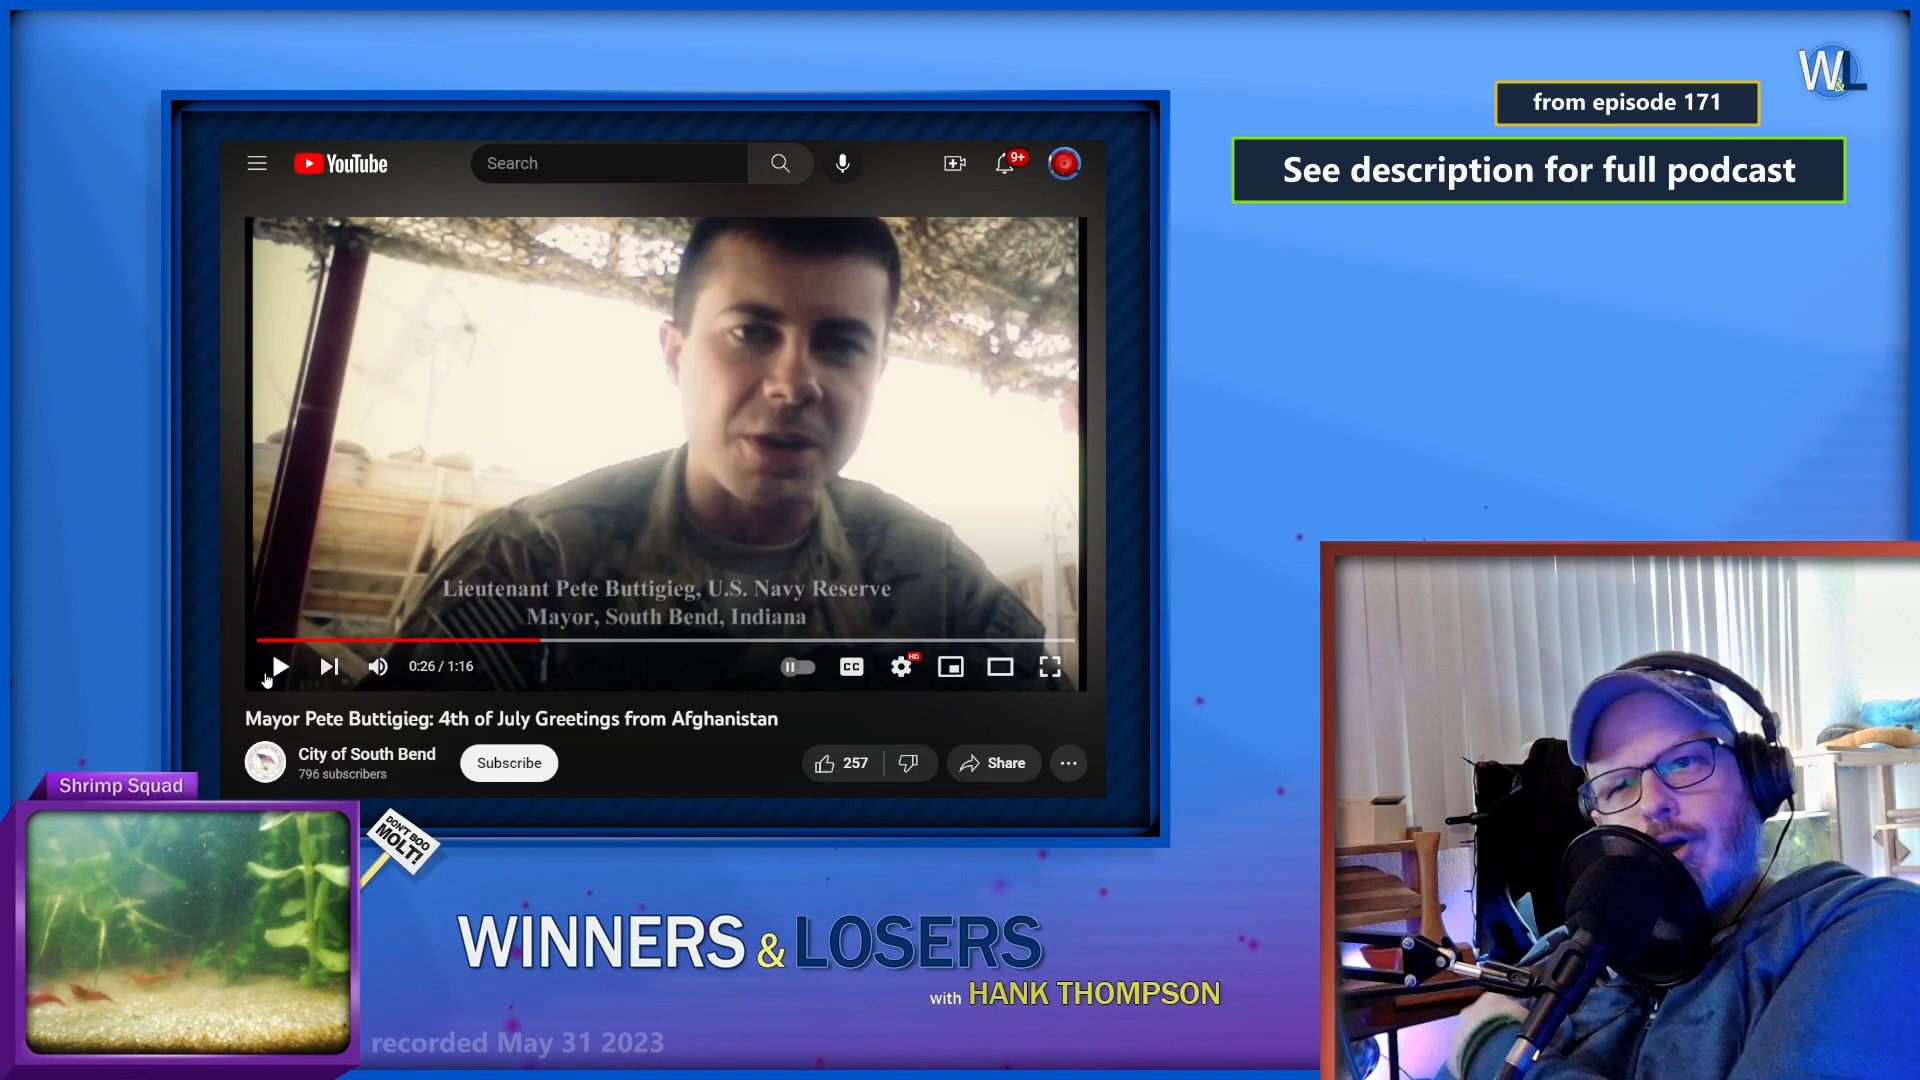 W&L
from episode 171
See description for full podcast
YouTube
Search
9+
Lieutenant Pete Buttigieg, U.S. Navy Reserve
Mayor, South Bend, Indiana
0:26 / 1:16
CC
HD
Mayor Pete Buttigieg: 4th of July Greetings from Afghanistan
City of South Bend
796 subscribers
Subscribe
257
Share
Shrimp Squad
DON'T BOO
MOLT!
WINNERS & LOSERS
with HANK THOMPSON
recorded May 31 2023